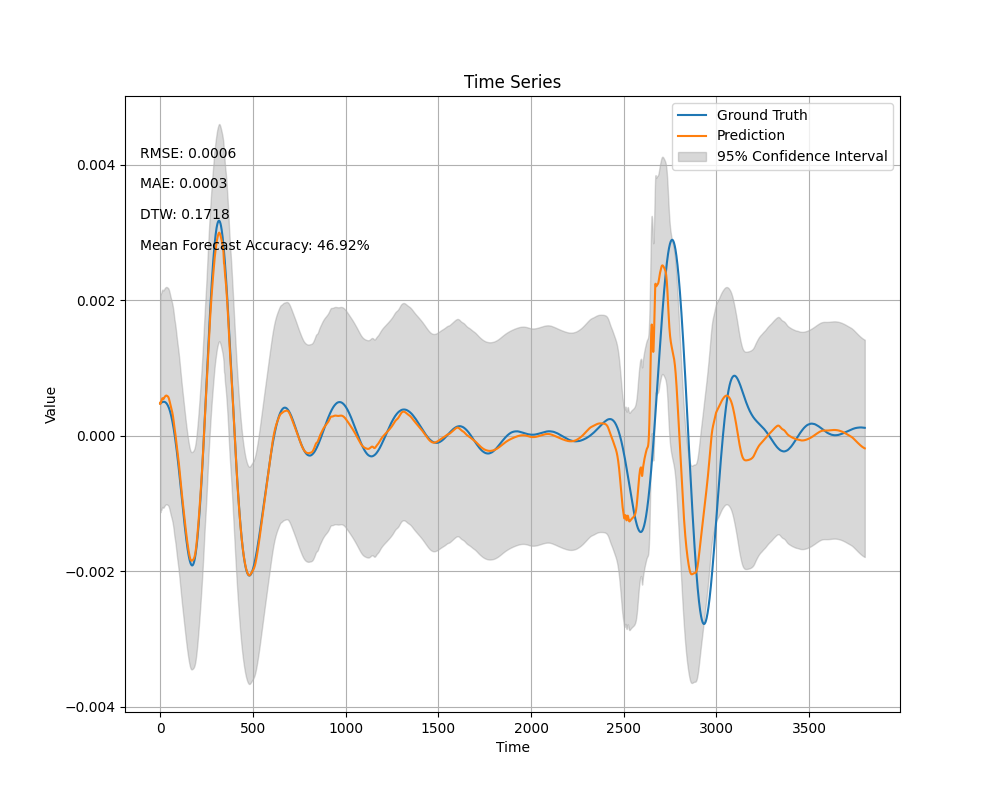 Time Series
Ground Truth
Prediction
95% Confidence Interval
RMSE: 0.0006
MAE: 0.0003
DTW: 0.1718
Mean Forecast Accuracy: 46.92%
0.004
0.002
0.000
−0.002
−0.004
Value
0 500 1000 1500 2000 2500 3000 3500
Time